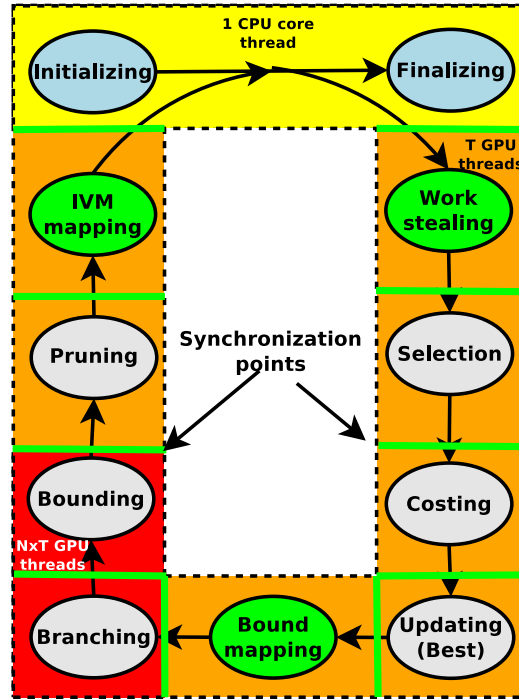 1 CPU core
thread
Initializing
Finalizing
T GPU
threads
IVM
mapping
Work
stealing
Synchronization
points
Pruning
Selection
Bounding
Costing
NxT GPU
threads
Branching
Bound
mapping
Updating
(Best)